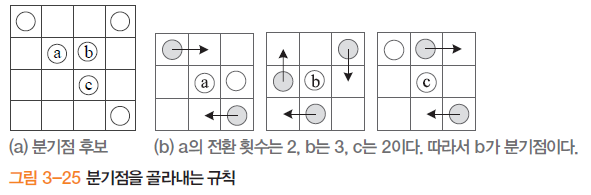 a b
c
a
b
c
(a) 분기점 후보
(b) a의 전환 횟수는 2, b는 3, c는 2이다. 따라서 b가 분기점이다.
그림 3-25 분기점을 골라내는 규칙